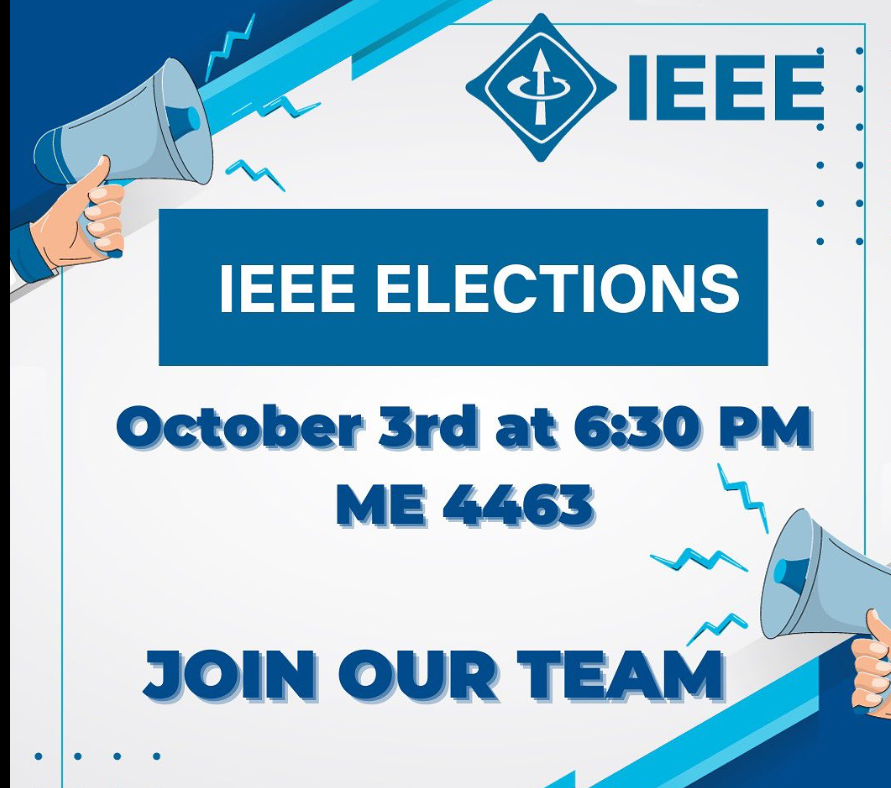 IEEE
IEEE ELECTIONS
October 3rd at 6:30 PM
ME 4463
JOIN OUR TEAM